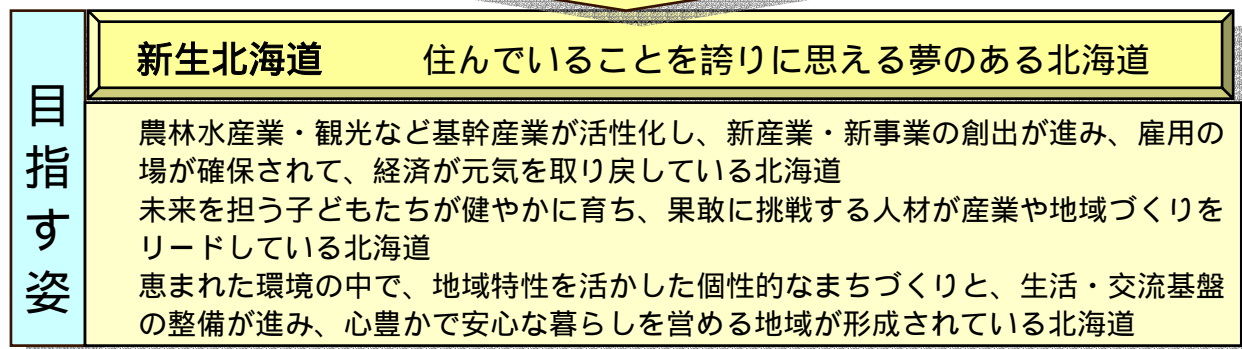 目指す姿
新生北海道　　住んでいることを誇りに思える夢のある北海道
農林水産業・観光など基幹産業が活性化し、新産業・新事業の創出が進み、雇用の
場が確保されて、経済が元気を取り戻している北海道
未来を担う子どもたちが健やかに育ち、果敢に挑戦する人材が産業や地域づくりを
リードしている北海道
恵まれた環境の中で、地域特性を活かした個性的なまちづくりと、生活・交流基盤
の整備が進み、心豊かで安心な暮らしを営める地域が形成されている北海道